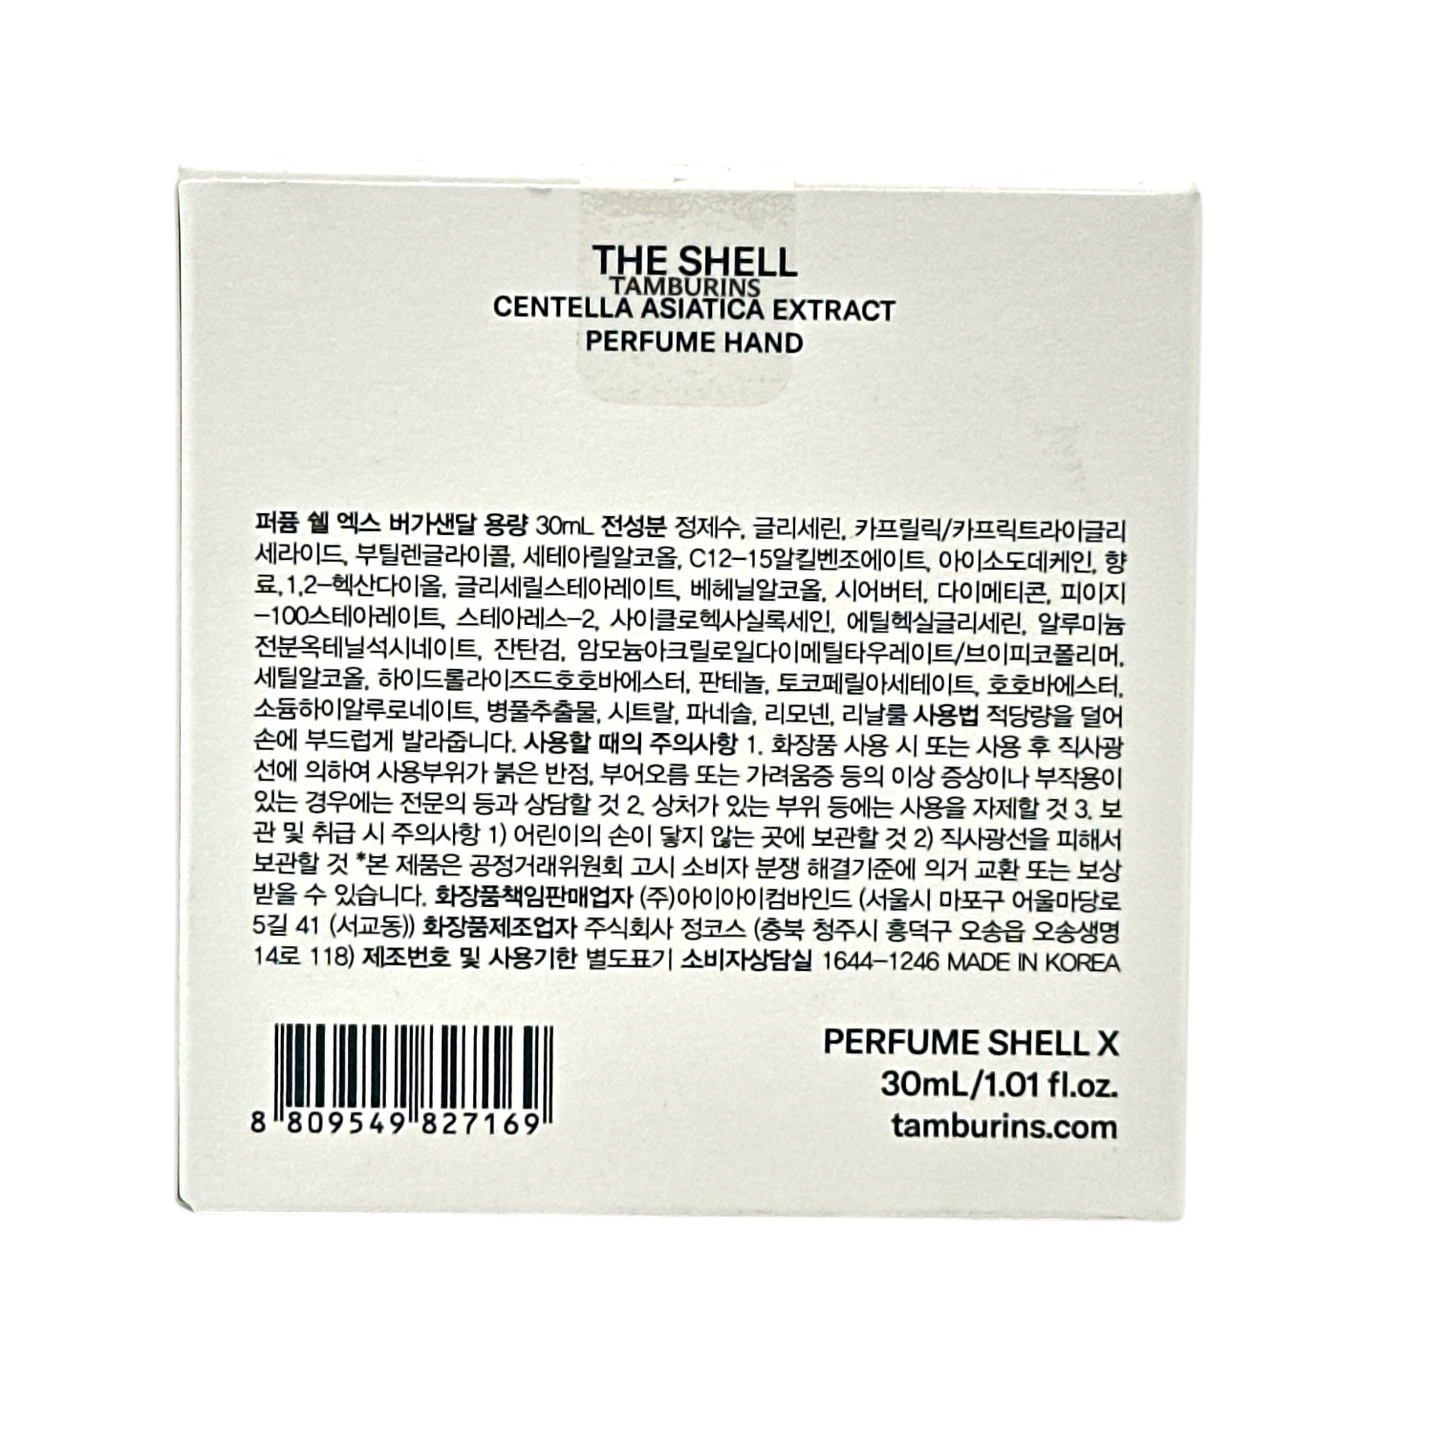 THE SHELL
TAMBURINS
CENTELLA ASIATICA EXTRACT
PERFUME HAND
퍼퓸 쉘 엑스 버가샌달 용량 30mL 전성분 정제수, 글리세린, 카프릴릭/카프릭트라이글리
세라이드, 부틸렌글라이콜, 세테아릴알코올, C12-15알킬벤조에이트, 아이소도데케인, 향
료,1,2-헥산다이올, 글리세릴스테아레이트, 베헤닐알코올, 시어버터, 다이메티콘, 피이지
-100스테아레이트, 스테아레스-2, 사이클로헥사실록세인, 에틸헥실글리세린, 알루미늄
전분옥테닐석시네이트, 잔탄검, 암모늄아크릴로일다이메틸타우레이트/브이피코폴리머,
세틸알코올, 하이드롤라이즈드호호바에스터, 판테놀, 토코페릴아세테이트, 호호바에스터,
소듐하이알루로네이트, 병풀추출물, 시트랄, 파네솔, 리모넨, 리날룰 사용법 적당량을 덜어
손에 부드럽게 발라줍니다. 사용할 때의 주의사항 1. 화장품 사용 시 또는 사용 후 직사광
선에 의하여 사용부위가 붉은 반점, 부어오름 또는 가려움증 등의 이상 증상이나 부작용이
있는 경우에는 전문의 등과 상담할 것 2. 상처가 있는 부위 등에는 사용을 자제할 것 3. 보
관 및 취급 시 주의사항 1) 어린이의 손이 닿지 않는 곳에 보관할 것 2) 직사광선을 피해서
보관할 것 *본 제품은 공정거래위원회 고시 소비자 분쟁 해결기준에 의거 교환 또는 보상
받을 수 있습니다. 화장품책임판매업자 (주)아이아이컴바인드 (서울시 마포구 어울마당로
5길 41 (서교동)) 화장품제조업자 주식회사 정코스 (충북 청주시 흥덕구 오송읍 오송생명
14로 118) 제조번호 및 사용기한 별도표기 소비자상담실 1644-1246 MADE IN KOREA
PERFUME SHELL X
30mL/1.01 fl.oz.
tamburins.com
8 809549 827169